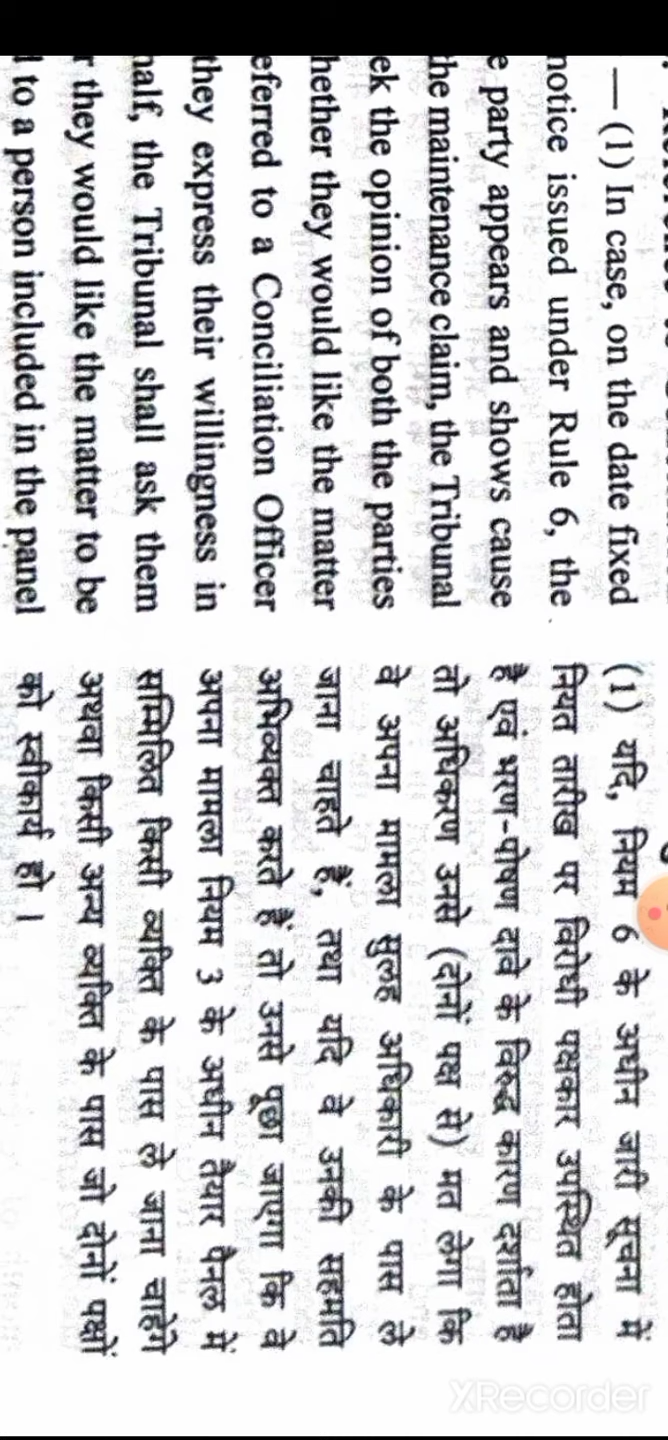 — (1) In case, on the date fixed
notice issued under Rule 6, the
party appears and shows cause
the maintenance claim, the Tribunal
the opinion of both the parties
they would like the matter
to a Conciliation Officer
they express their willingness in
the Tribunal shall ask them
they would like the matter to be
to a person included in the panel
(1) यदि, नियम 6 के अधीन जारी सूचना में
नियत तारीख पर विरोधी पक्षकार उपस्थित होता
है एवं भरण-पोषण दावे के विरुद्ध कारण दर्शाता है
तो अधिकरण उनसे (दोनों पक्ष से) मत लेगा कि
वे अपना मामला सुलह अधिकारी के पास ले
जाना चाहते हैं, तथा यदि वे उनकी सहमति
अभिव्यक्त करते हैं तो उनसे पूछा जाएगा कि वे
अपना मामला नियम 3 के अधीन तैयार पैनल में
सम्मिलित किसी व्यक्ति के पास ले जाना चाहेंगे
अथवा किसी अन्य व्यक्ति के पास जो दोनों पक्षों
को स्वीकार्य हो ।
XRecorder